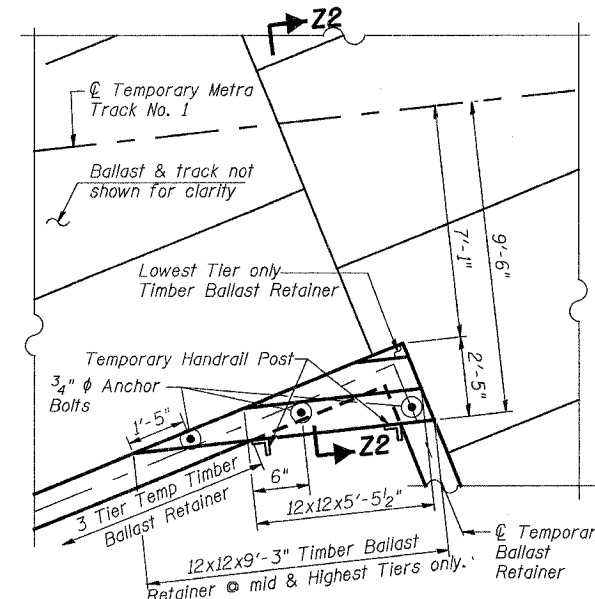 Z2
℄ Temporary Metra
Track No. 1
Ballast & track not
shown for clarity
9'-6"
7'-1"
Lowest Tier only
Timber Ballast Retainer
2'-5"
Temporary Handrail Post
3/4" ϕ Anchor
Bolts
1'-5"
Z2
6"
3 Tier Temp Timber
Ballast Retainer
12x12x5'-5 1/2"
℄ Temporar
Ballast
Retainer
12x12x9'-3" Timber Ballast
Retainer @ mid & Highest Tiers only.